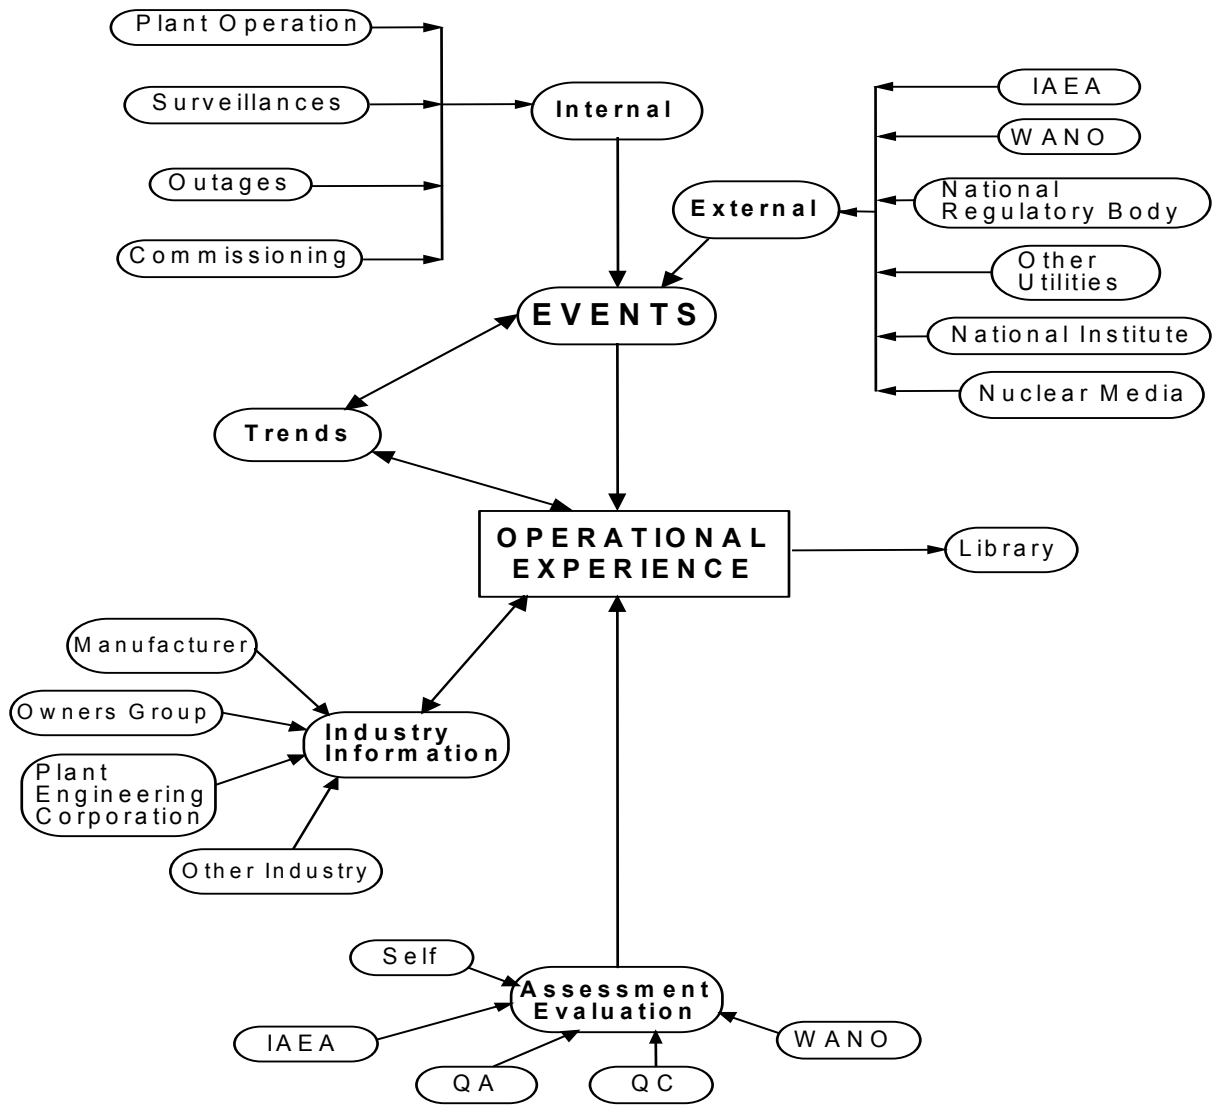 Plant Operation
Surveillances
Outages
Commissioning
Internal
External
IAEA
WANO
National
Regulatory Body
Other
Utilities
National Institute
Nuclear Media
EVENTS
Trends
OPERATIONAL
EXPERIENCE
Library
Manufacturer
Owners Group
Plant
Engineering
Corporation
Other Industry
Industry
Information
Self
IAEA
QA
QC
WANO
Assessment
Evaluation